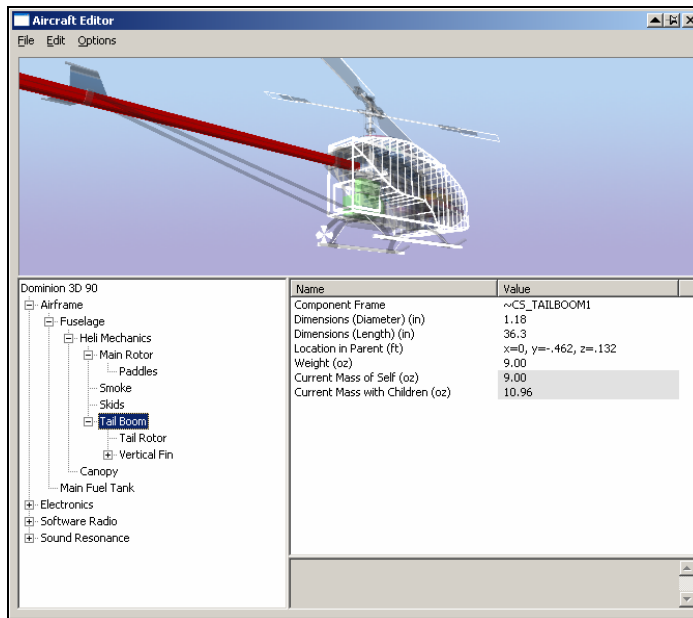 Aircraft Editor
File Edit Options
Dominion 3D 90
Airframe
Fuselage
Heli Mechanics
Main Rotor
Paddles
Smoke
Skids
Tail Boom
Tail Rotor
Vertical Fin
Canopy
Main Fuel Tank
Electronics
Software Radio
Sound Resonance
Name Value
Component Frame ~CS_TAILBOOM1
Dimensions (Diameter) (in) 1.18
Dimensions (Length) (in) 36.3
Location in Parent (ft) x=0, y=-.462, z=.132
Weight (oz) 9.00
Current Mass of Self (oz) 9.00
Current Mass with Children (oz) 10.96